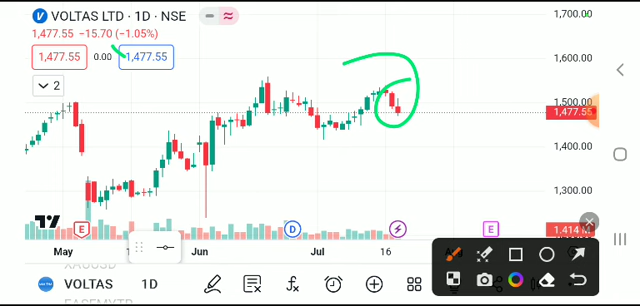 VOLTAS LTD · 1D · NSE
1,477.55 −15.70 (−1.05%)
1,477.55 0.00 1,477.55
2
1,700.00
1,600.00
1,500.00
1,477.55
1,400.00
1,300.00
E D E
May Jun Jul 16
VOLTAS 1D